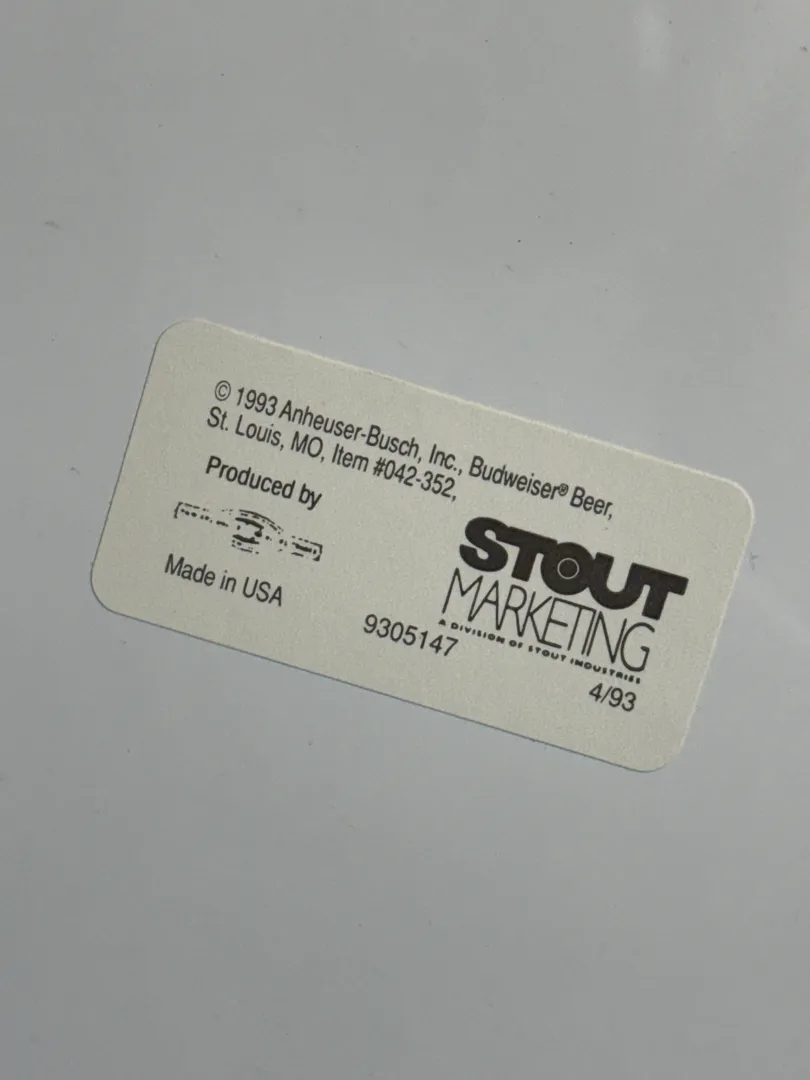 © 1993 Anheuser-Busch, Inc., Budweiser® Beer,
St. Louis, MO, Item #042-352,
Produced by
Made in USA
STOUT
MARKETING
A DIVISION OF STOUT INDUSTRIES
9305147
4/93